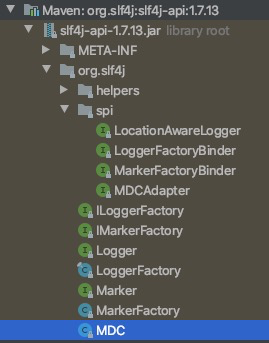 Maven: org.slf4j:slf4j-api:1.7.13
slf4j-api-1.7.13.jar library root
META-INF
org.slf4j
helpers
spi
LocationAwareLogger
LoggerFactoryBinder
MarkerFactoryBinder
MDCAdapter
ILoggerFactory
IMarkerFactory
Logger
LoggerFactory
Marker
MarkerFactory
MDC